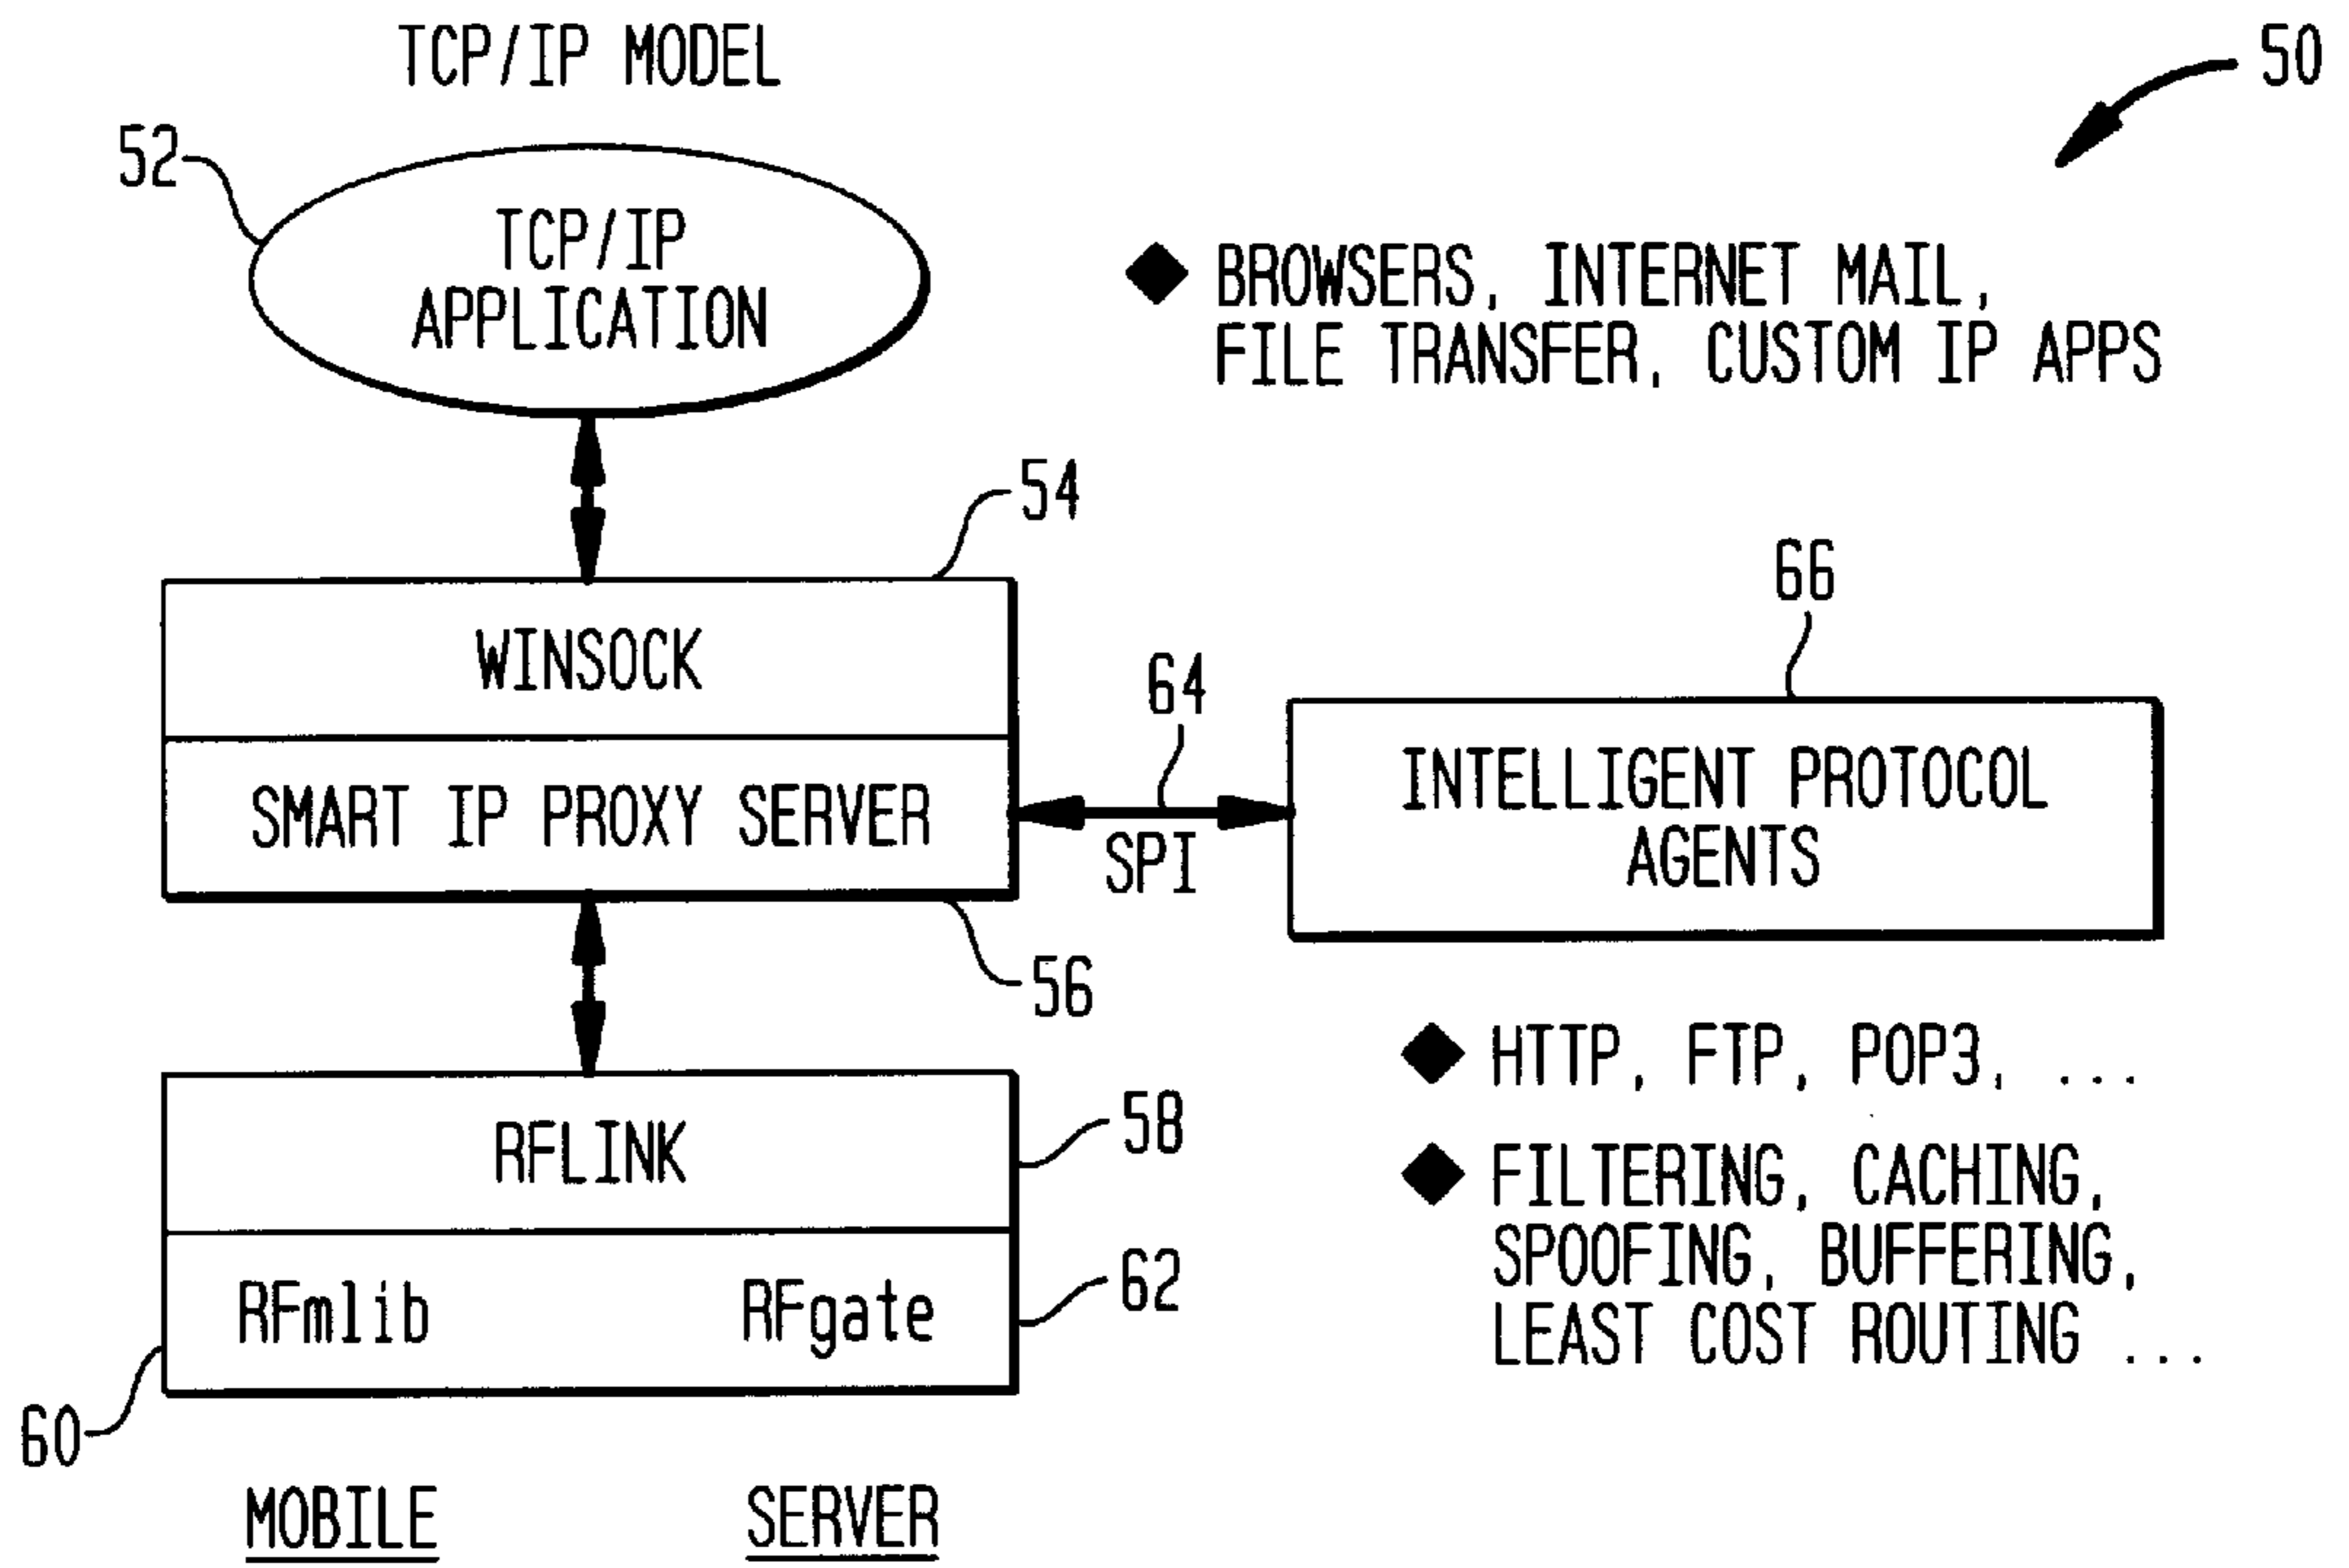 TCP/IP MODEL
50
52
TCP/IP
APPLICATION
BROWSERS, INTERNET MAIL,
FILE TRANSFER, CUSTOM IP APPS
54
WINSOCK
66
64
SMART IP PROXY SERVER
SPI
INTELLIGENT PROTOCOL
AGENTS
56
HTTP, FTP, POP3, ...
RFLINK
58
FILTERING, CACHING,
SPOOFING, BUFFERING,
LEAST COST ROUTING ...
RFmlib
RFgate
62
60
MOBILE
SERVER